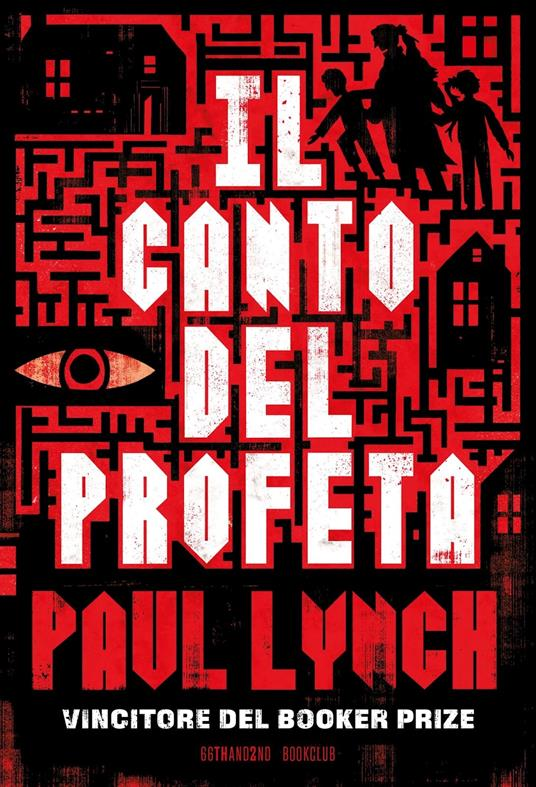 IL
CANTO
DEL
PROFETA
PAUL LYNCH
VINCITORE DEL BOOKER PRIZE
66THAND2ND BOOKCLUB